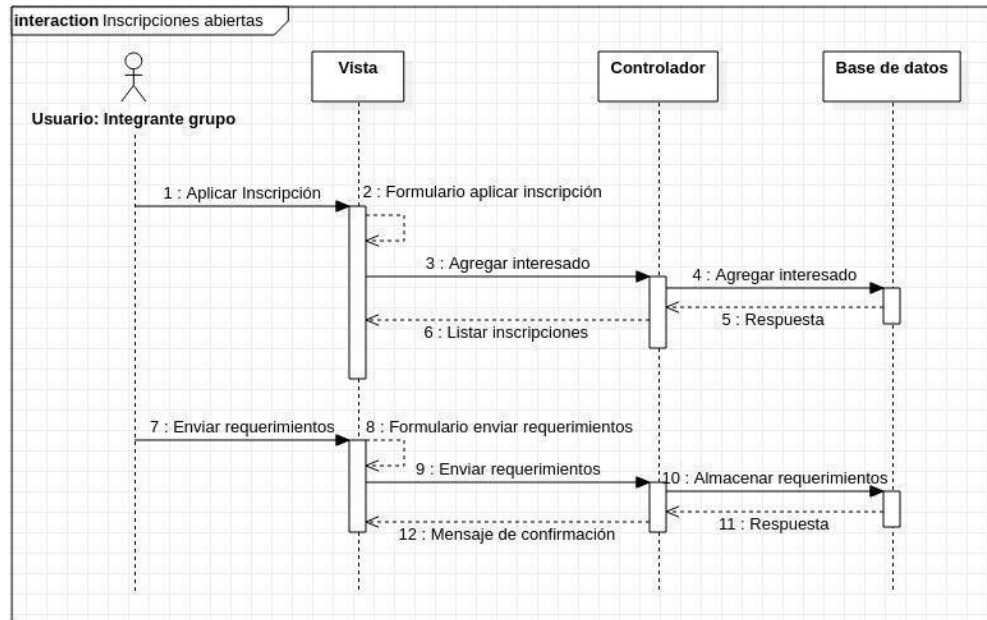 interaction Inscripciones abiertas
Vista
Controlador
Base de datos
Usuario: Integrante grupo
1 : Aplicar Inscripción
2 : Formulario aplicar inscripción
3 : Agregar interesado
4 : Agregar interesado
5 : Respuesta
6 : Listar inscripciones
7 : Enviar requerimientos
8 : Formulario enviar requerimientos
9 : Enviar requerimientos
10 : Almacenar requerimientos
11 : Respuesta
12 : Mensaje de confirmación